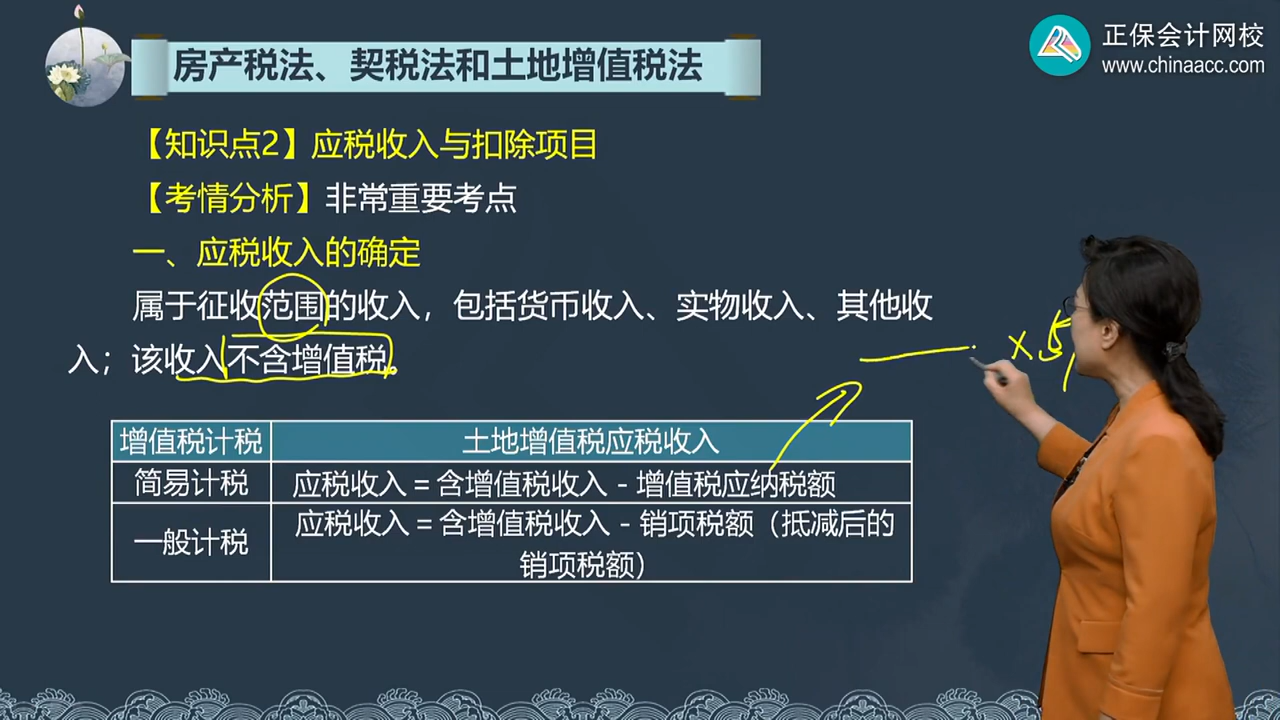 正保会计网校
www.chinaacc.com
房产税法、契税法和土地增值税法
【知识点2】应税收入与扣除项目
【考情分析】非常重要考点
一、应税收入的确定
属于征收范围的收入，包括货币收入、实物收入、其他收
入；该收入不含增值税。
×5
增值税计税 土地增值税应税收入
简易计税 应税收入＝含增值税收入－增值税应纳税额
一般计税 应税收入＝含增值税收入－销项税额（抵减后的
销项税额）